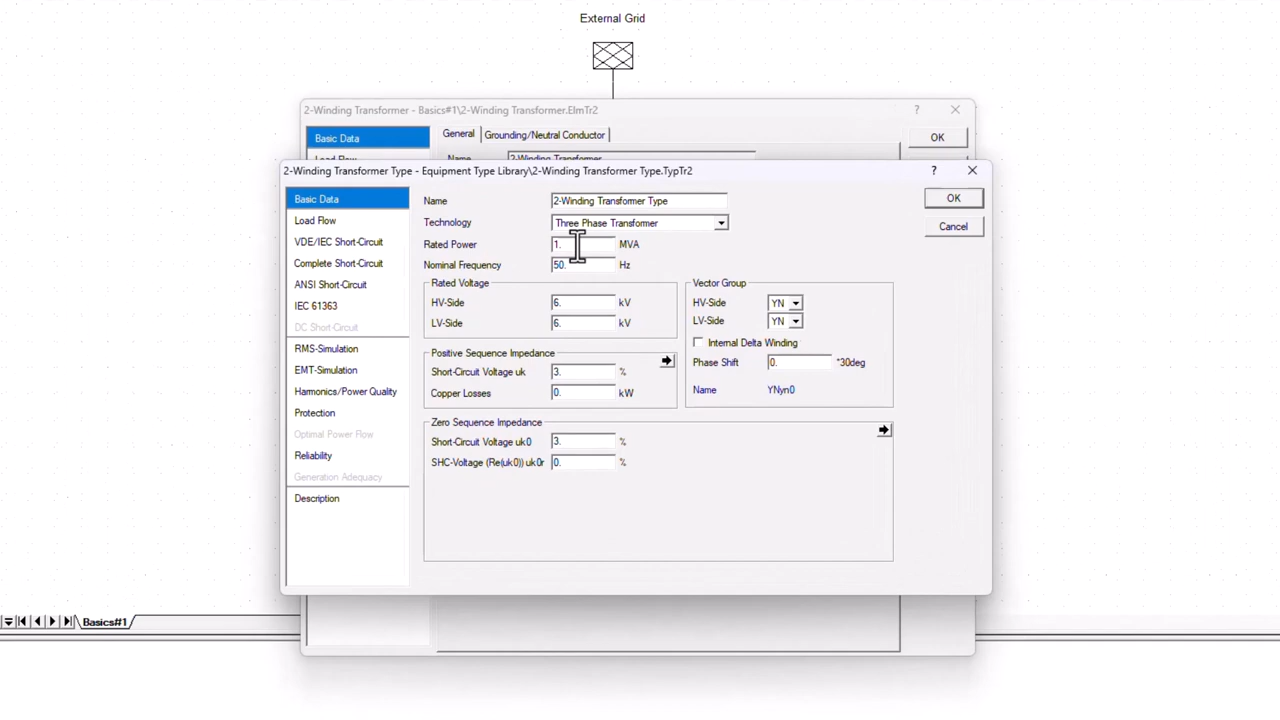 External Grid
2-Winding Transformer - Basics#1\2-Winding Transformer.ElmTr2 ?
Basic Data General Grounding/Neutral Conductor OK
Load Flow Name 2-Winding Transformer
2-Winding Transformer Type - Equipment Type Library\2-Winding Transformer Type.TypTr2 ?
Basic Data
Load Flow
VDE/IEC Short-Circuit
Complete Short-Circuit
ANSI Short-Circuit
IEC 61363
DC Short-Circuit
RMS-Simulation
EMT-Simulation
Harmonics/Power Quality
Protection
Optimal Power Flow
Reliability
Generation Adequacy
Description
Name 2-Winding Transformer Type
Technology Three Phase Transformer
Rated Power 1. MVA
Nominal Frequency 50. Hz
Rated Voltage
HV-Side 6. kV
LV-Side 6. kV
Positive Sequence Impedance
Short-Circuit Voltage uk 3. %
Copper Losses 0. kW
Vector Group
HV-Side YN
LV-Side YN
Internal Delta Winding
Phase Shift 0. *30deg
Name YNyn0
Zero Sequence Impedance
Short-Circuit Voltage uk0 3. %
SHC-Voltage (Re(uk0)) uk0r 0. %
OK
Cancel
Basics#1